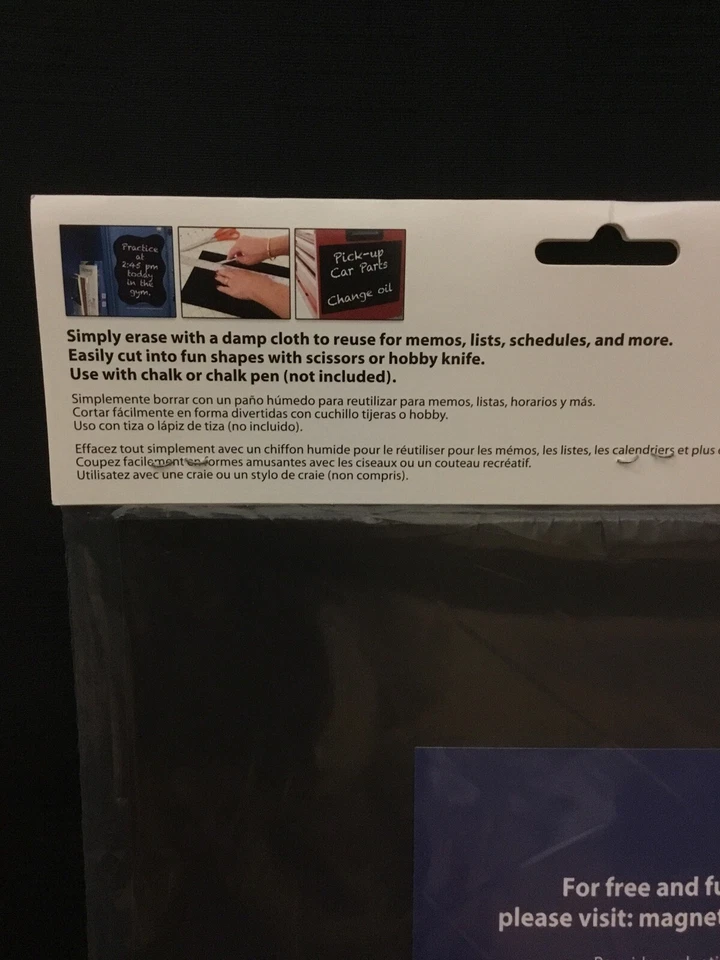 Practice
at
2:45 pm
today
in the
gym.
Pick-up
Car Parts
Change oil
Simply erase with a damp cloth to reuse for memos, lists, schedules, and more.
Easily cut into fun shapes with scissors or hobby knife.
Use with chalk or chalk pen (not included).
Simplemente borrar con un paño húmedo para reutilizar para memos, listas, horarios y más.
Cortar fácilmente en forma divertidas con cuchillo tijeras o hobby.
Uso con tiza o lápiz de tiza (no incluido).
Effacez tout simplement avec un chiffon humide pour le réutiliser pour les mémos, les listes, les calendriers et plus
Coupez facilement en formes amusantes avec les ciseaux ou un couteau recréatif.
Utilisatez avec une craie ou un stylo de craie (non compris).
For free and fu
please visit: magnet